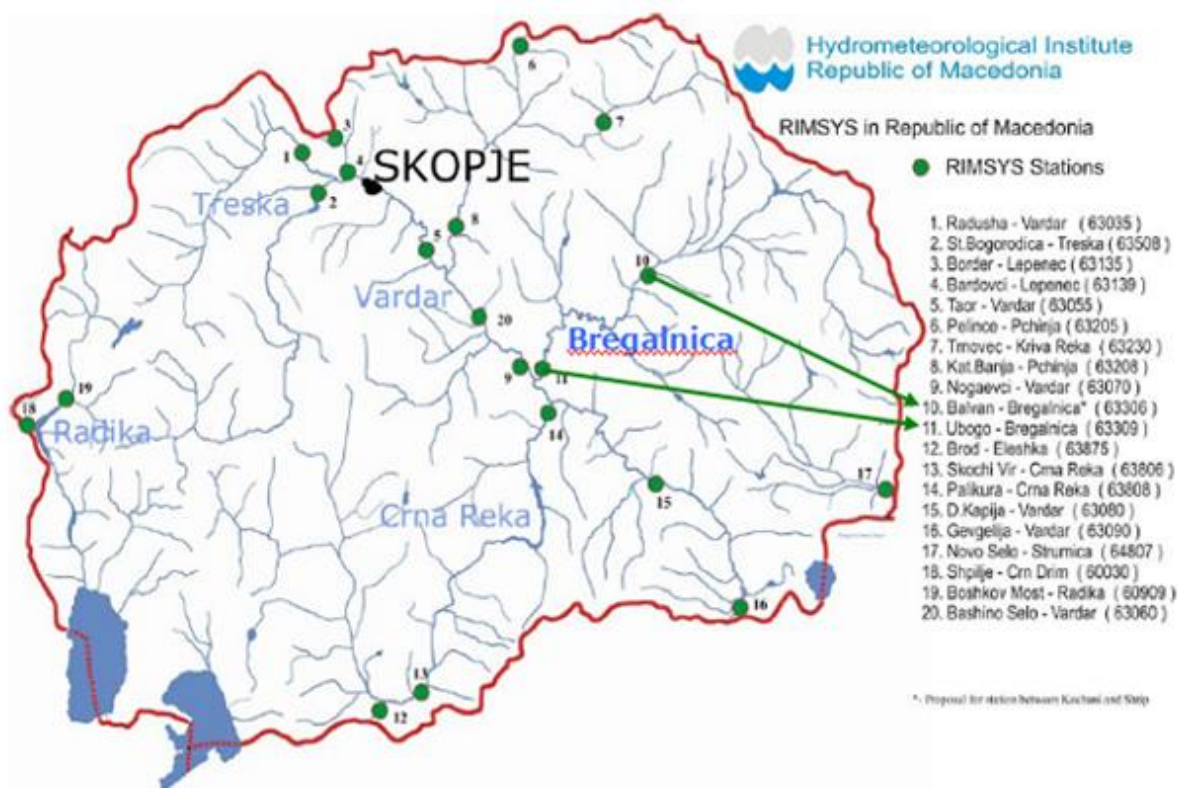 Hydrometeorological Institute
Republic of Macedonia
RIMSYS in Republic of Macedonia
RIMSYS Stations
6
7
3
1
4
SKOPJE
Treska
2
8
5
10
Vardar
20
Bregalnica
9
11
19
18
Radika
14
17
15
Crna Reka
16
13
12
1. Radusha - Vardar ( 63035 )
2. St.Bogorodica - Treska ( 63508 )
3. Border - Lepenec ( 63135 )
4. Bardovci - Lepenec ( 63139 )
5. Taor - Vardar ( 63055 )
6. Pelince - Pchinja ( 63205 )
7. Trnovec - Kriva Reka ( 63230 )
8. Kat.Banja - Pchinja ( 63208 )
9. Nogaevci - Vardar ( 63070 )
10. Balvan - Bregalnica* ( 63306 )
11. Ubogo - Bregalnica ( 63309 )
12. Brod - Eleshka ( 63875 )
13. Skochi Vir - Crna Reka ( 63806 )
14. Palikura - Crna Reka ( 63808 )
15. D.Kapija - Vardar ( 63080 )
16. Gevgelija - Vardar ( 63090 )
17. Novo Selo - Strumica ( 64807 )
18. Shpilje - Crn Drim ( 60030 )
19. Boshkov Most - Radika ( 60909 )
20. Bashino Selo - Vardar ( 63060 )
*- Proposal for station between Kochani and Shtip